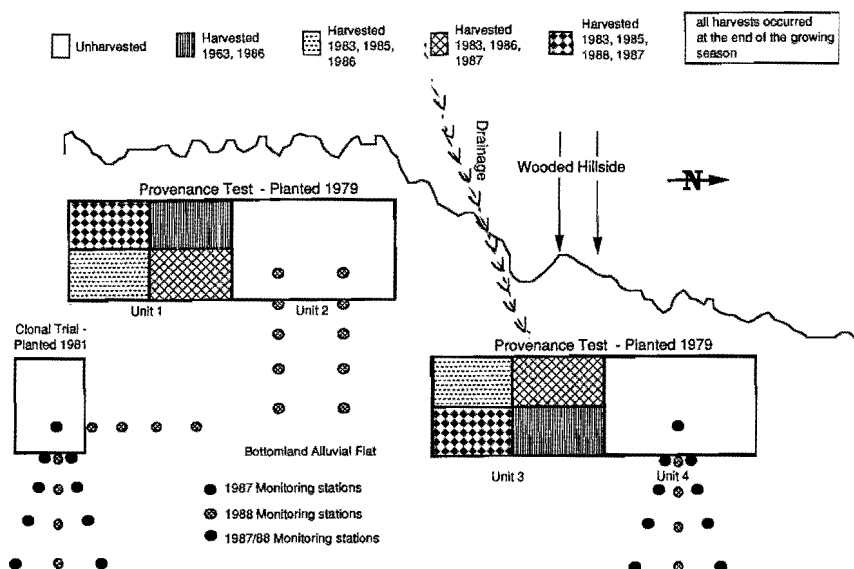 Unharvested
Harvested
1963, 1986
Harvested
1983, 1985,
1986
Harvested
1983, 1986,
1987
Harvested
1983, 1985,
1988, 1987
all harvests occurred
at the end of the growing
season
Drainage
Wooded Hillside
N
Provenance Test - Planted 1979
Unit 1
Unit 2
Clonal Trial -
Planted 1981
Provenance Test - Planted 1979
Bottomland Alluvial Flat
Unit 3
Unit 4
1987 Monitoring stations
1988 Monitoring stations
1987/88 Monitoring stations